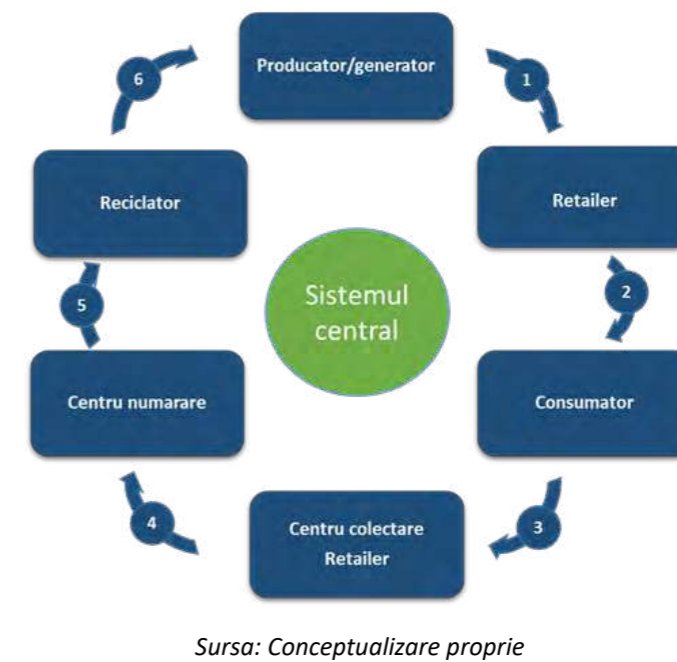 Producator/generator
1
Retailer
2
Consumator
3
Centru colectare
Retailer
4
Centru numarare
5
Reciclator
6
Sistemul
central
Sursa: Conceptualizare proprie